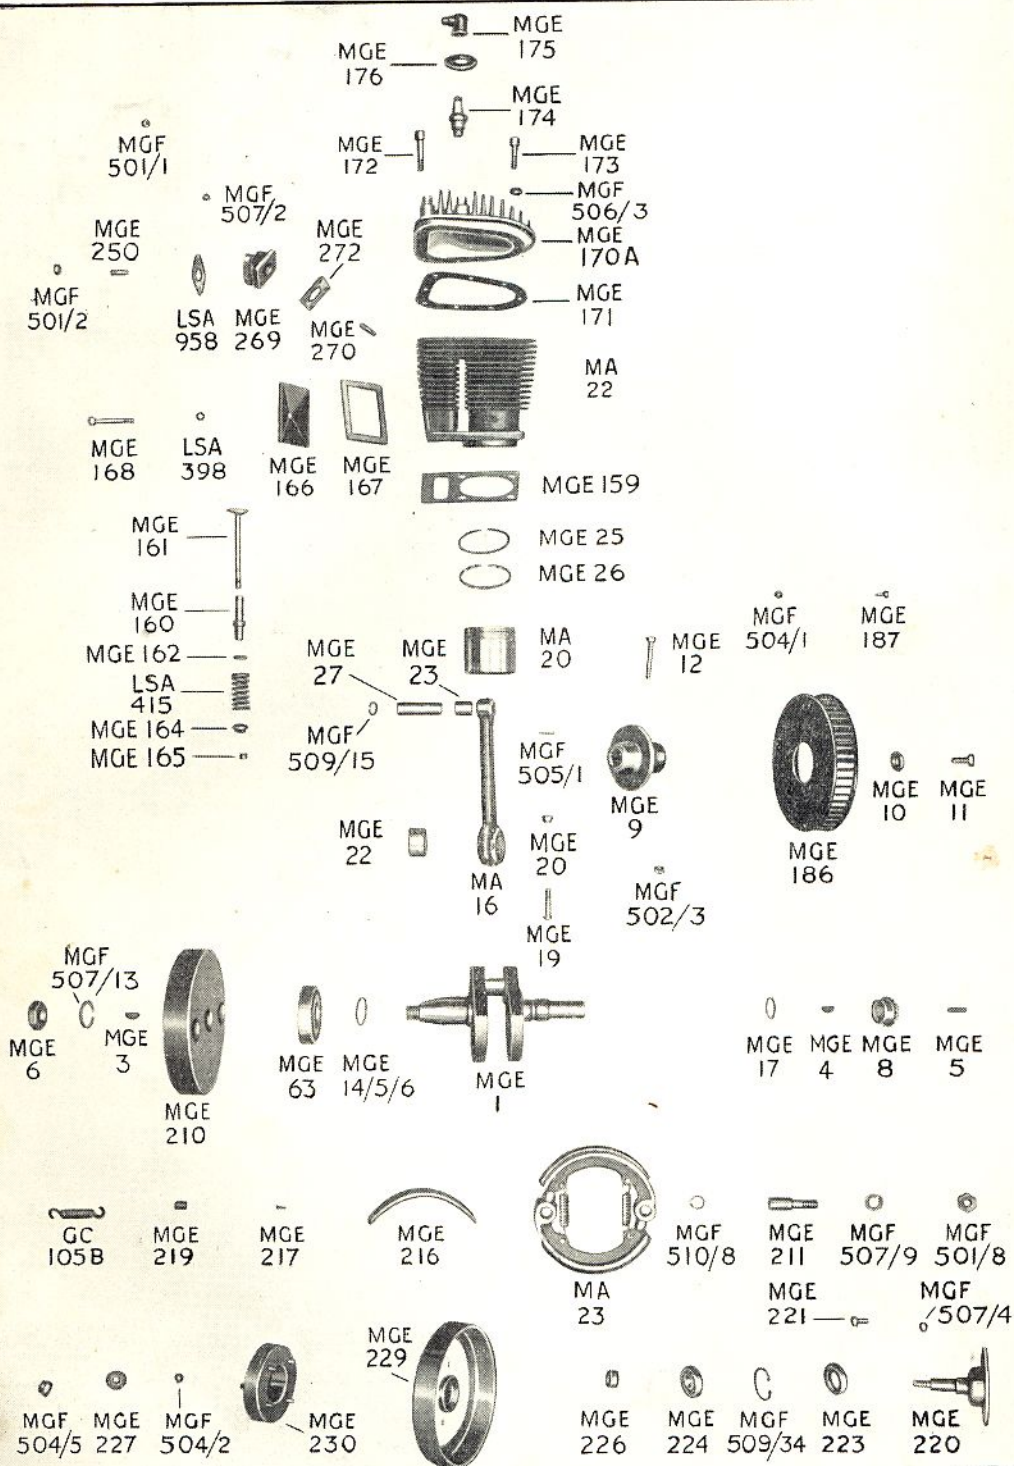 MGE
175
MGE
176
MGE
174
MGF
501/1
MGE
172
MGE
173
MGF
507/2
MGF
506/3
MGE
250
MGE
272
MGE
170A
MGF
501/2
LSA
958
MGE
269
MGE
270
MGE
171
MA
22
MGE
168
LSA
398
MGE
166
MGE
167
MGE 159
MGE
161
MGE 25
MGE 26
MGE
160
MGE 162
LSA
415
MGE 164
MGE 165
MGE
27
MGE
23
MA
20
MGE
12
MGF
504/1
MGE
187
MGF
509/15
MGF
505/1
MGE
9
MGE
10
MGE
11
MGE
22
MGE
20
MGE
186
MA
16
MGF
502/3
MGE
19
MGF
507/13
MGE
6
MGE
3
MGE
210
MGE
63
MGE
14/5/6
MGE
1
MGE
17
MGE
4
MGE
8
MGE
5
GC
105B
MGE
219
MGE
217
MGE
216
MA
23
MGF
510/8
MGE
211
MGF
507/9
MGF
501/8
MGE
221
MGF
507/4
MGE
229
MGF
504/5
MGE
227
MGF
504/2
MGE
230
MGE
226
MGE
224
MGF
509/34
MGE
223
MGE
220